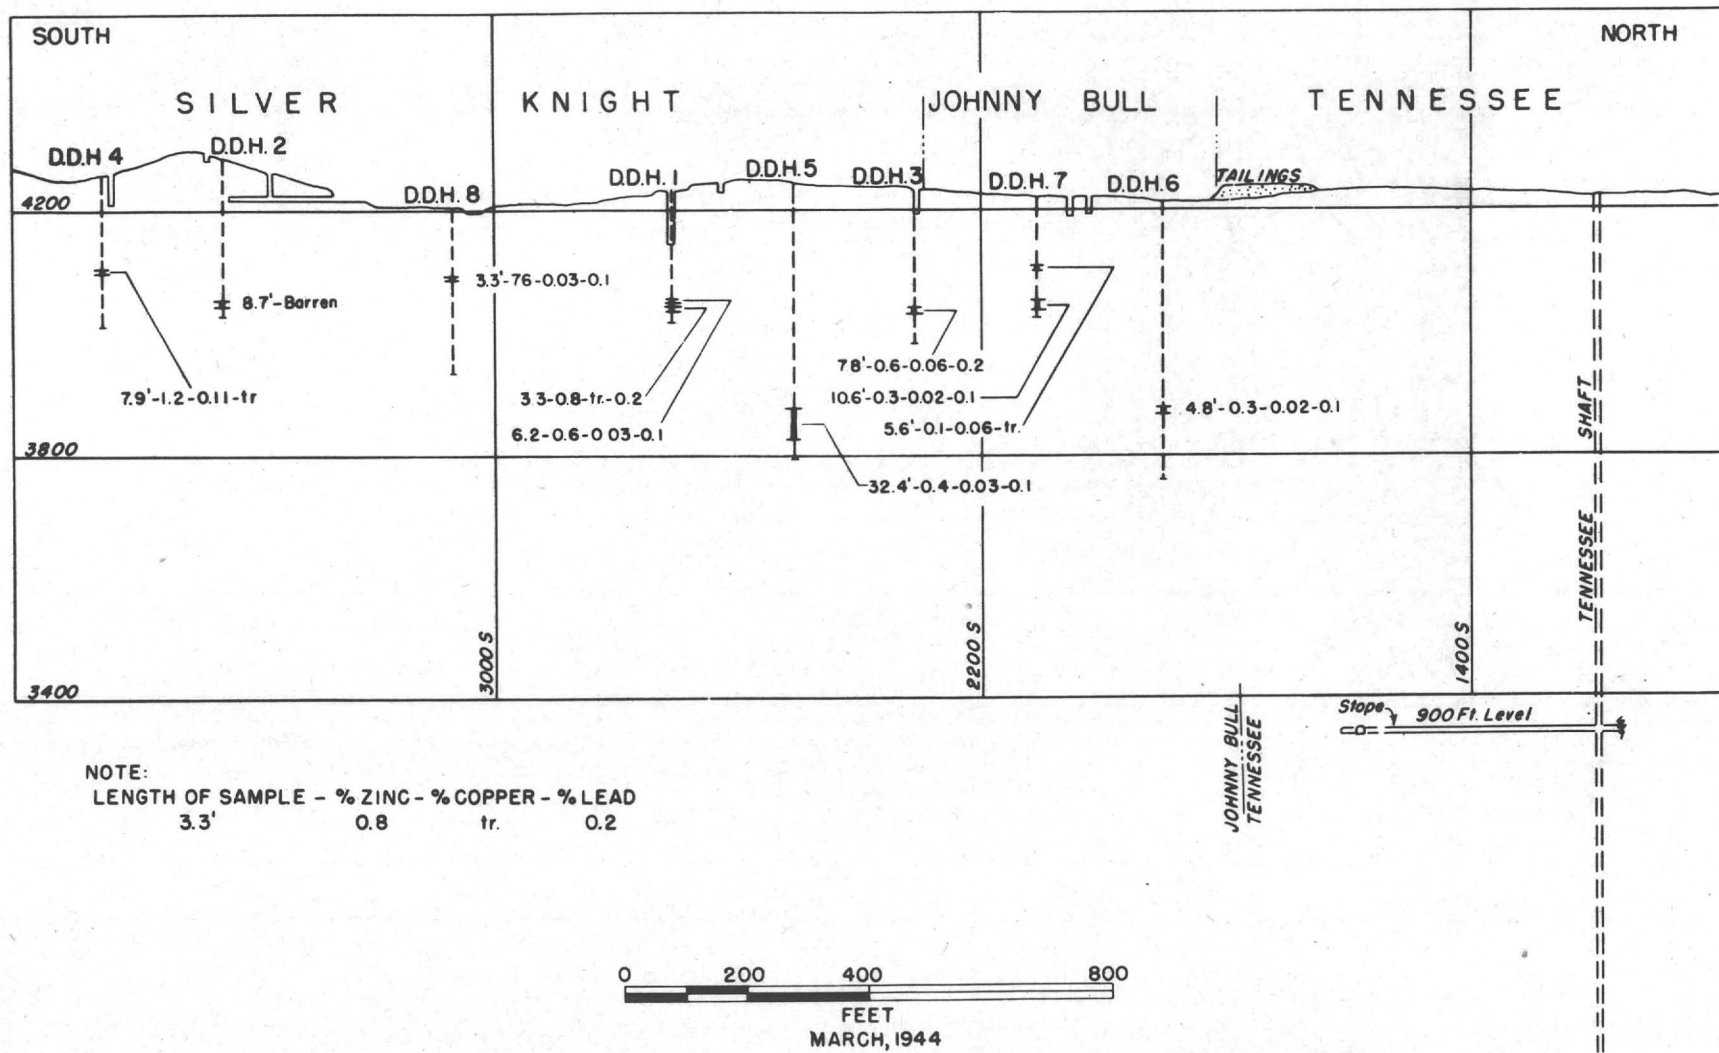 SOUTH
NORTH
SILVER KNIGHT JOHNNY BULL TENNESSEE
D.D.H 4
D.D.H. 2
D.D.H. 8
D.D.H. 1
D.D.H.5
D.D.H.3
D.D.H. 7
D.D.H. 6
TAILINGS
4200
3.3'-76-0.03-0.1
8.7'-Barren
7.9'-1.2-0.11-tr
3.3-0.8-tr.-0.2
6.2-0.6-0 03-0.1
78'-0.6-0.06-0.2
10.6'-0.3-0.02-0.1
5.6'-0.1-0.06-tr.
4.8'-0.3-0.02-0.1
32.4'-0.4-0.03-0.1
3800
TENNESSEE SHAFT
3000 S
2200 S
1400 S
3400
Stope
900 Ft. Level
JOHNNY BULL
TENNESSEE
NOTE:
LENGTH OF SAMPLE - % ZINC - % COPPER - % LEAD
3.3' 0.8 tr. 0.2
0 200 400 800
FEET
MARCH, 1944